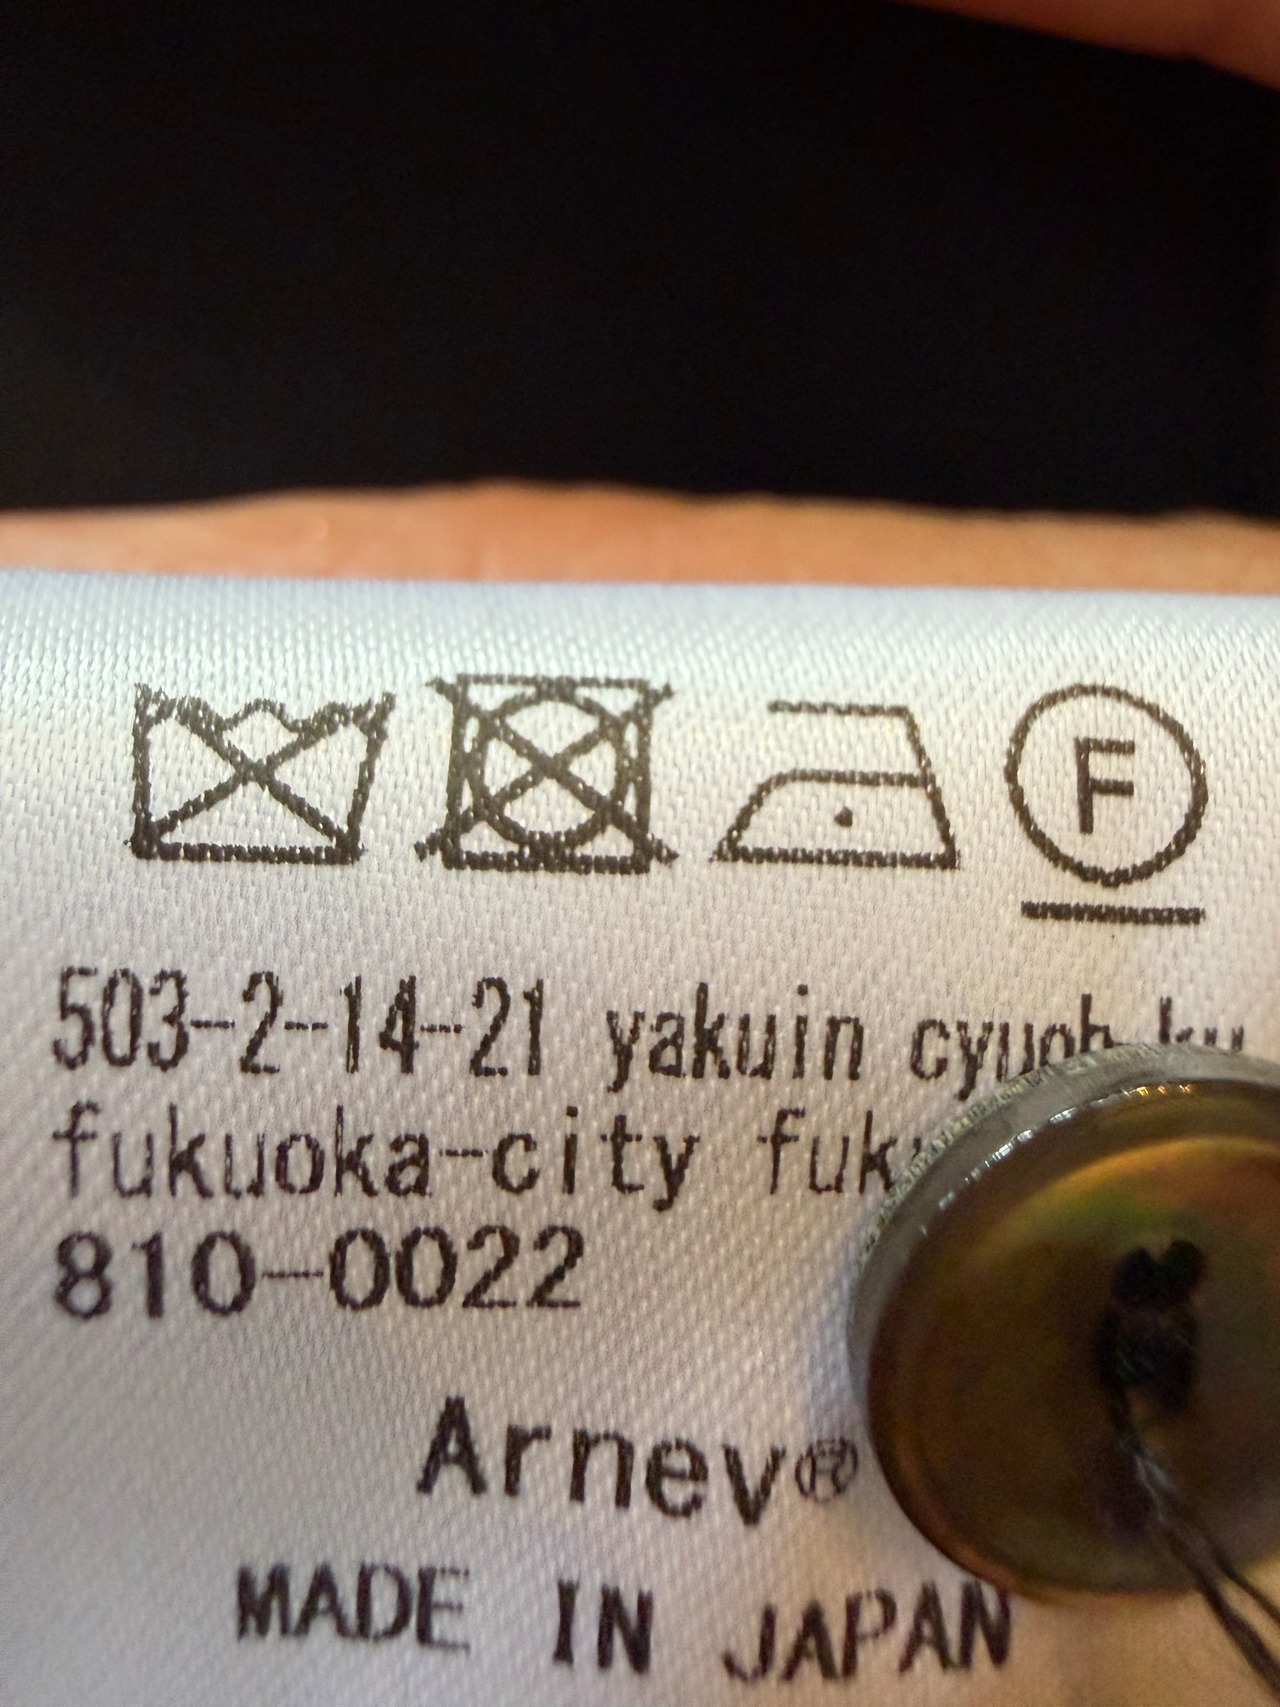 F
503-2-14-21 yakuin
fukuoka-city
810-0022
Arnev®
MADE IN JAPAN